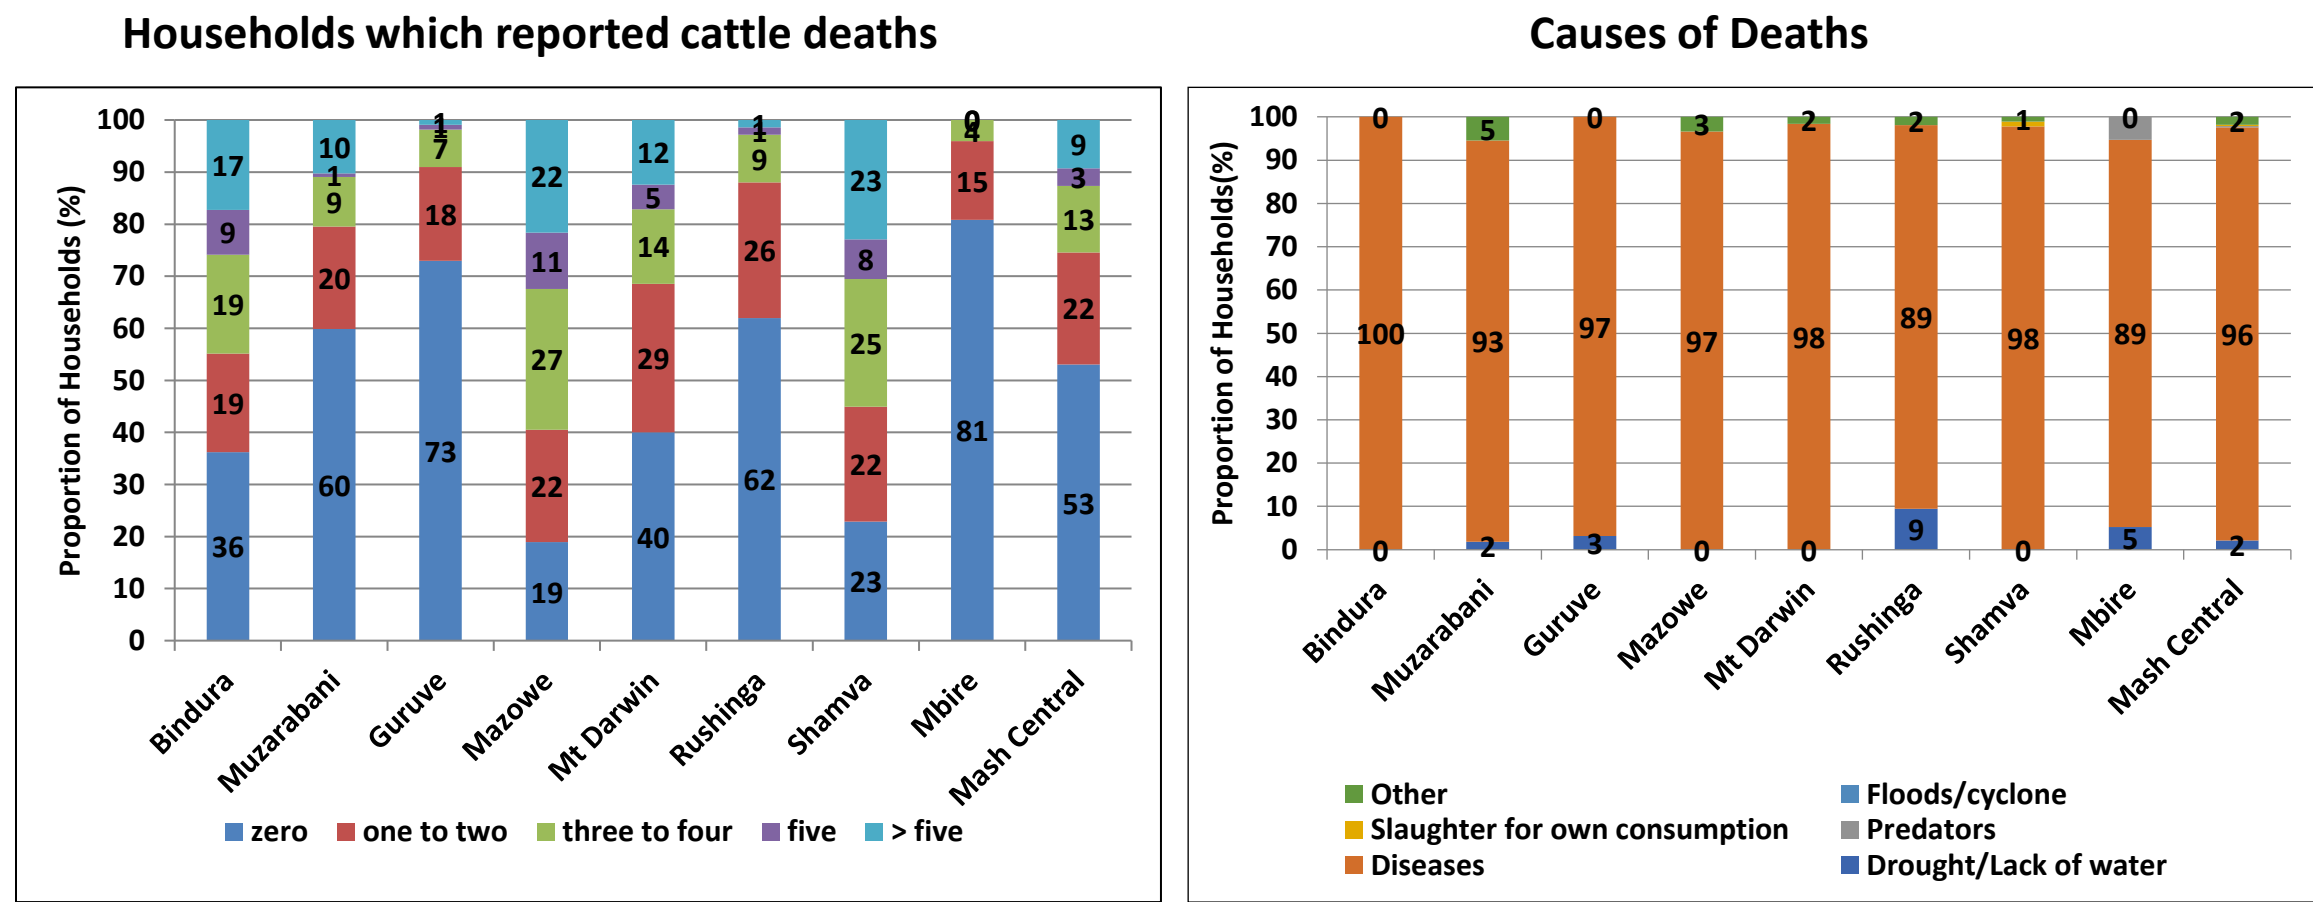 Households which reported cattle deaths
Proportion of Households (%)
100
90
80
70
60
50
40
30
20
10
0
17 10 1 22 12 1 23 0 9
9 1 1 11 5 1 8 4 3
19 9 7 27 14 9 25 13
19 20 18 22 29 26 22 15 22
36 60 73 19 40 62 23 81 53
Bindura Muzarabani Guruve Mazowe Mt Darwin Rushinga Shamva Mbire Mash Central
zero one to two three to four five > five
Causes of Deaths
Proportion of Households(%)
100
90
80
70
60
50
40
30
20
10
0
0 5 0 3 2 2 1 0 2
100 93 97 97 98 89 98 89 96
0 2 3 0 0 9 0 5 2
Bindura Muzarabani Guruve Mazowe Mt Darwin Rushinga Shamva Mbire Mash Central
Other Floods/cyclone
Slaughter for own consumption Predators
Diseases Drought/Lack of water